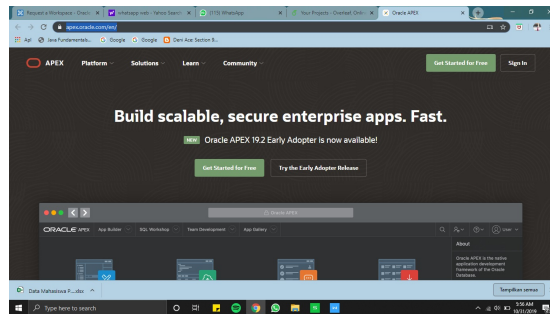 Request a Workspace - Oracle
whatsapp web - Yahoo Search
(115) WhatsApp
Your Projects - Overleaf, Onli
Oracle APEX
apex.oracle.com/en/
Apl
Java Fundamentals...
Google
Google
Dani Ace: Section 8...
APEX
Platform
Solutions
Learn
Community
Get Started for Free
Sign In
Build scalable, secure enterprise apps. Fast.
NEW Oracle APEX 19.2 Early Adopter is now available!
Get Started for Free
Try the Early Adopter Release
Oracle APEX
ORACLE APEX
App Builder
SQL Workshop
Team Development
App Gallery
User
About
Oracle APEX is the native
application development
framework of the Oracle
Database.
Data Mahasiswa P....xlsx
Tampilkan semua
Type here to search
5:56 AM
10/31/2019